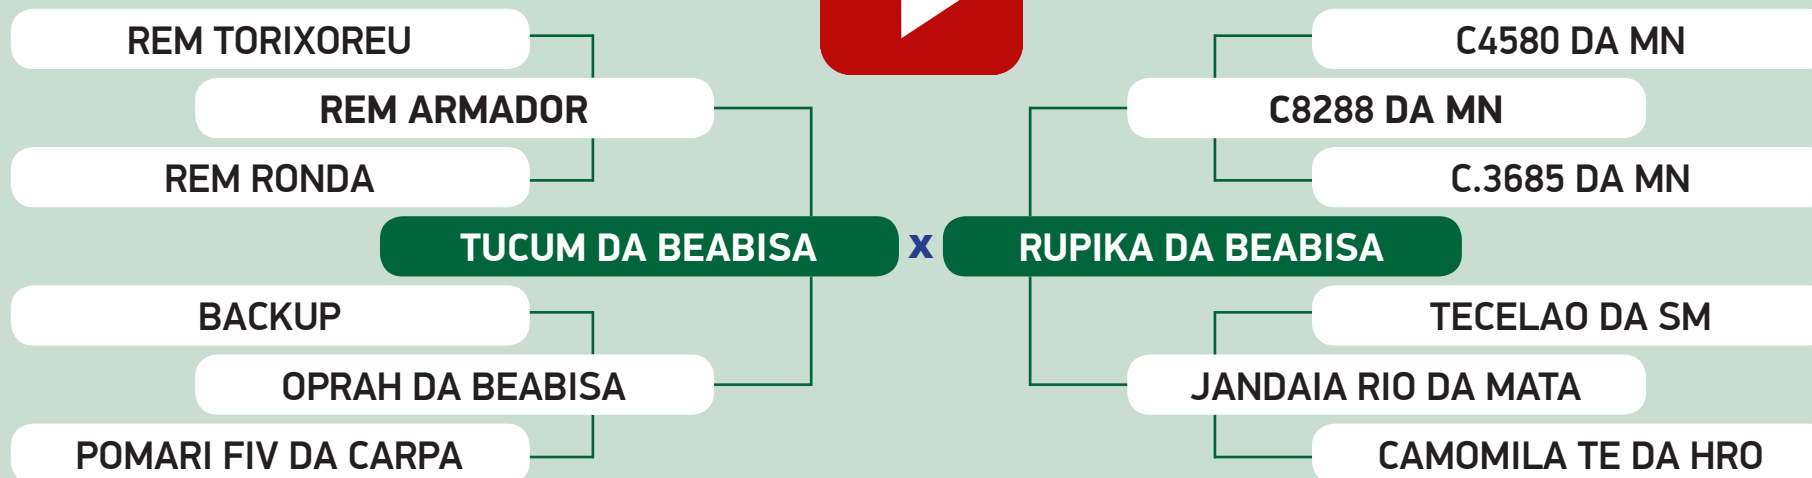 REM TORIXOREU
C4580 DA MN
REM ARMADOR
C8288 DA MN
REM RONDA
C.3685 DA MN
TUCUM DA BEABISA x RUPIKA DA BEABISA
BACKUP
TECELAO DA SM
OPRAH DA BEABISA
JANDAIA RIO DA MATA
POMARI FIV DA CARPA
CAMOMILA TE DA HRO